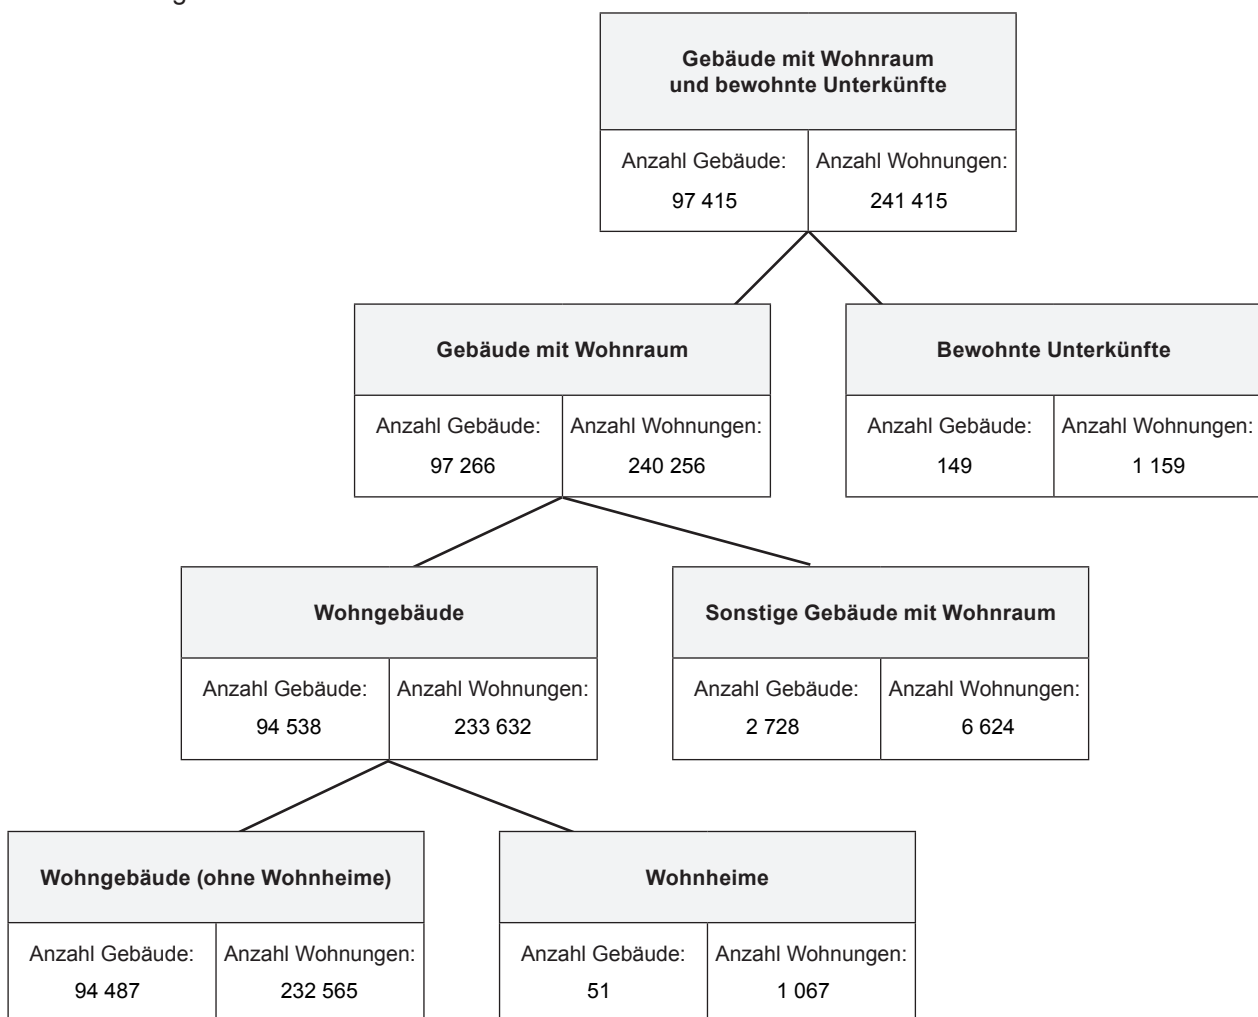 Gebäude mit Wohnraum
und bewohnte Unterkünfte
Anzahl Gebäude: Anzahl Wohnungen:
97 415 241 415
Gebäude mit Wohnraum
Anzahl Gebäude: Anzahl Wohnungen:
97 266 240 256
Bewohnte Unterkünfte
Anzahl Gebäude: Anzahl Wohnungen:
149 1 159
Wohngebäude
Anzahl Gebäude: Anzahl Wohnungen:
94 538 233 632
Sonstige Gebäude mit Wohnraum
Anzahl Gebäude: Anzahl Wohnungen:
2 728 6 624
Wohngebäude (ohne Wohnheime)
Anzahl Gebäude: Anzahl Wohnungen:
94 487 232 565
Wohnheime
Anzahl Gebäude: Anzahl Wohnungen:
51 1 067